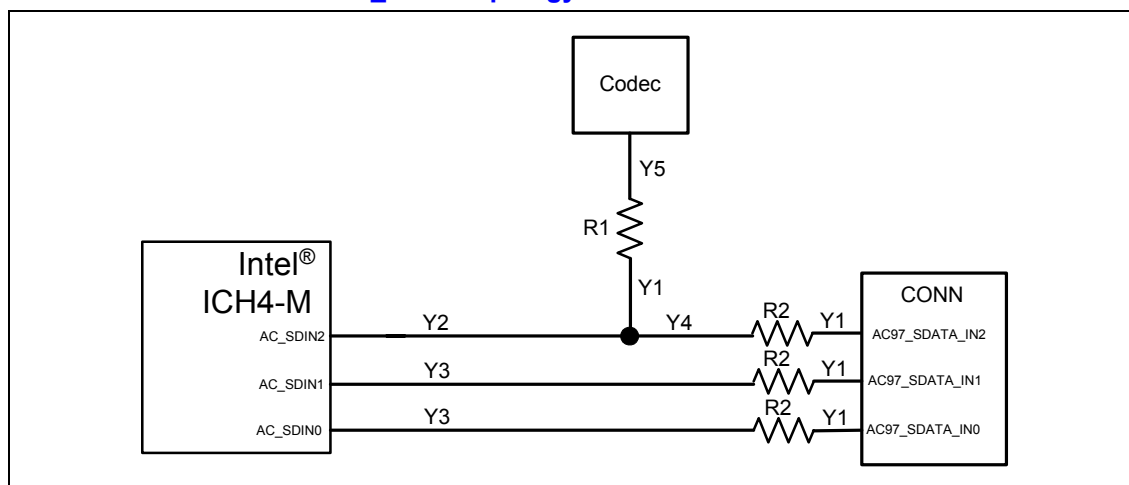 Codec
Y5
R1
Y1
Intel®
ICH4-M
CONN
AC_SDIN2
Y2
Y4
R2
Y1
AC97_SDATA_IN2
AC_SDIN1
Y3
R2
Y1
AC97_SDATA_IN1
AC_SDIN0
Y3
R2
Y1
AC97_SDATA_IN0